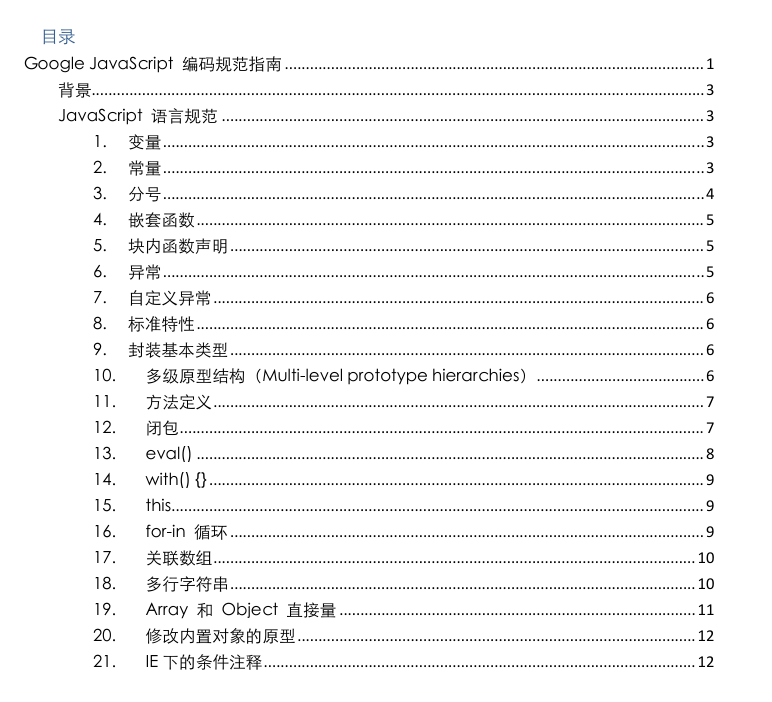 目录
Google JavaScript 编码规范指南 1
背景 3
JavaScript 语言规范 3
1. 变量 3
2. 常量 3
3. 分号 4
4. 嵌套函数 5
5. 块内函数声明 5
6. 异常 5
7. 自定义异常 6
8. 标准特性 6
9. 封装基本类型 6
10. 多级原型结构（Multi-level prototype hierarchies） 6
11. 方法定义 7
12. 闭包 7
13. eval() 8
14. with() {} 9
15. this 9
16. for-in 循环 9
17. 关联数组 10
18. 多行字符串 10
19. Array 和 Object 直接量 11
20. 修改内置对象的原型 12
21. IE 下的条件注释 12